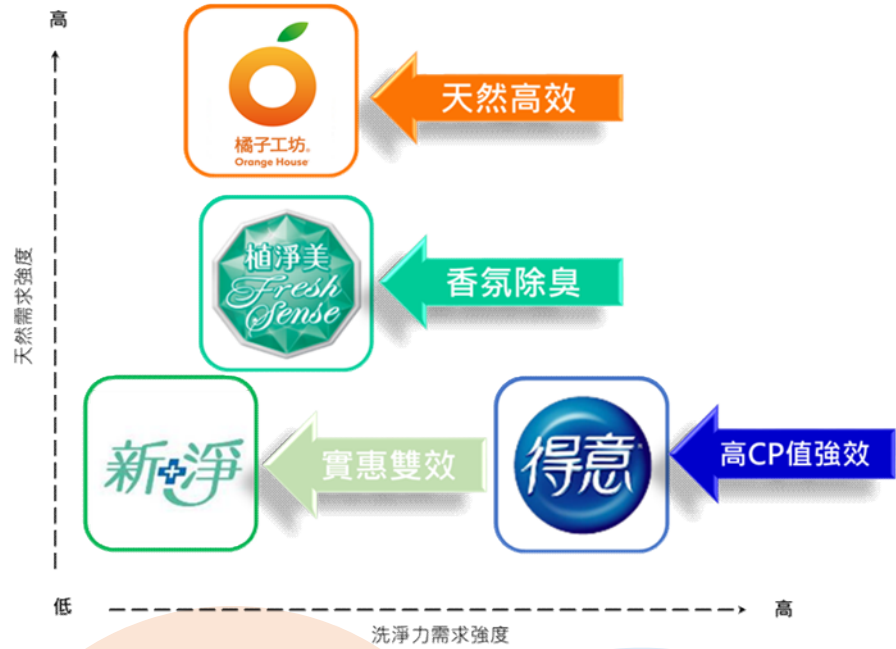 高
橘子工坊。
Orange House
天然高效
植淨美
Fresh
Sense
香氛除臭
天然需求強度
新淨
實惠雙效
得意
高CP值強效
低
高
洗淨力需求強度